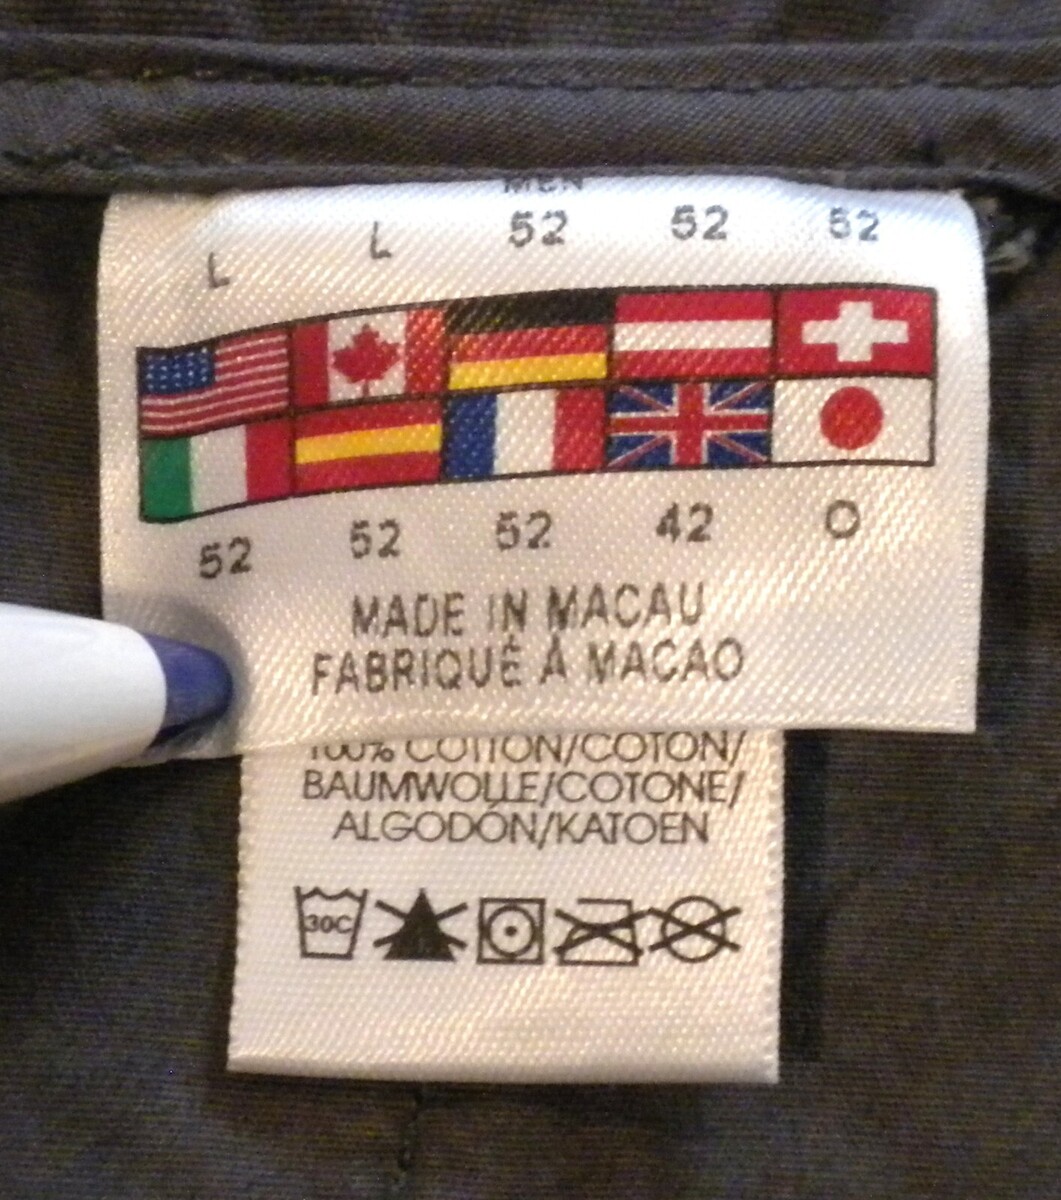 MEN
L L 52 52 52
52 52 52 42 O
MADE IN MACAU
FABRIQUÉ À MACAO
100% COTTON/COTON/
BAUMWOLLE/COTONE/
ALGODÓN/KATOEN
30C